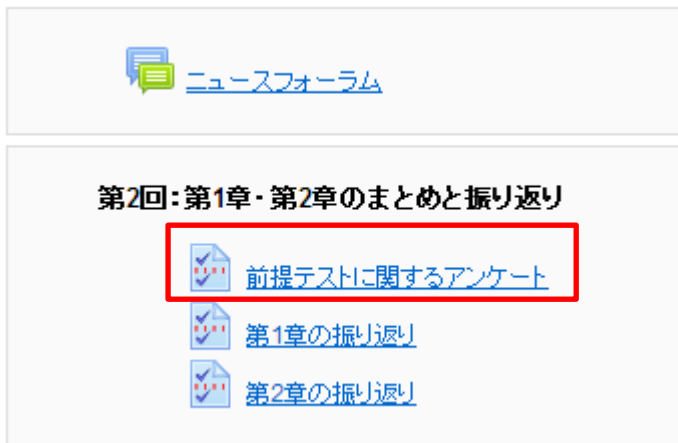 ニュースフォーラム
第2回：第1章・第2章のまとめと振り返り
前提テストに関するアンケート
第1章の振り返り
第2章の振り返り